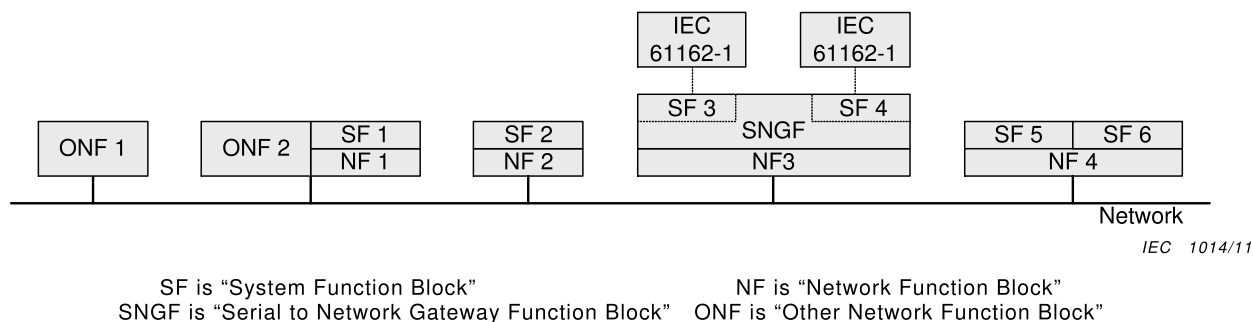 IEC
61162-1
IEC
61162-1
SF 3
SF 4
SNGF
NF3
ONF 1
ONF 2
SF 1
NF 1
SF 2
NF 2
SF 5
SF 6
NF 4
Network
IEC 1014/11
SF is “System Function Block”
NF is “Network Function Block”
SNGF is “Serial to Network Gateway Function Block”
ONF is “Other Network Function Block”